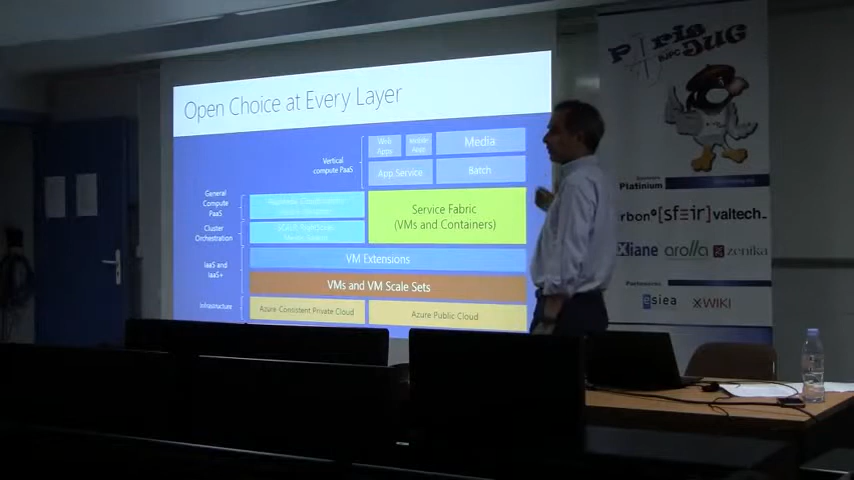 Open Choice at Every Layer
Web
Apps
Mobile
Apps
Media
Vertical
compute PaaS
App Service
Batch
General
Compute
PaaS
Service Fabric
(VMs and Containers)
Cluster
Orchestration
VM Extensions
IaaS and
IaaS+
VMs and VM Scale Sets
Infrastructure
Azure Consistent Private Cloud
Azure Public Cloud
Paris
JUG
Platinium
[sfΣir]
valtech_
Xiane
arolla
zenika
esiea
XWIKI